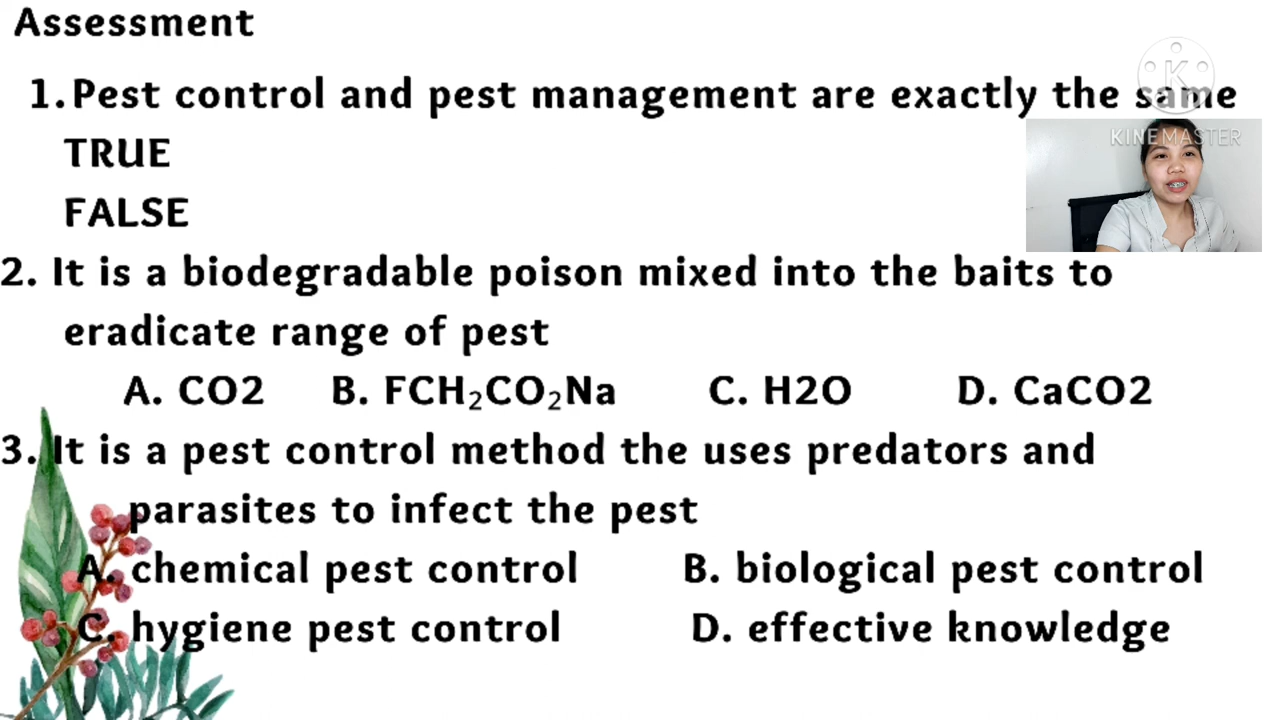 Assessment
1. Pest control and pest management are exactly the same
TRUE
FALSE
2. It is a biodegradable poison mixed into the baits to
eradicate range of pest
A. CO2 B. FCH₂CO₂Na C. H2O D. CaCO2
3. It is a pest control method the uses predators and
parasites to infect the pest
A. chemical pest control B. biological pest control
C. hygiene pest control D. effective knowledge
K
KINEMASTER